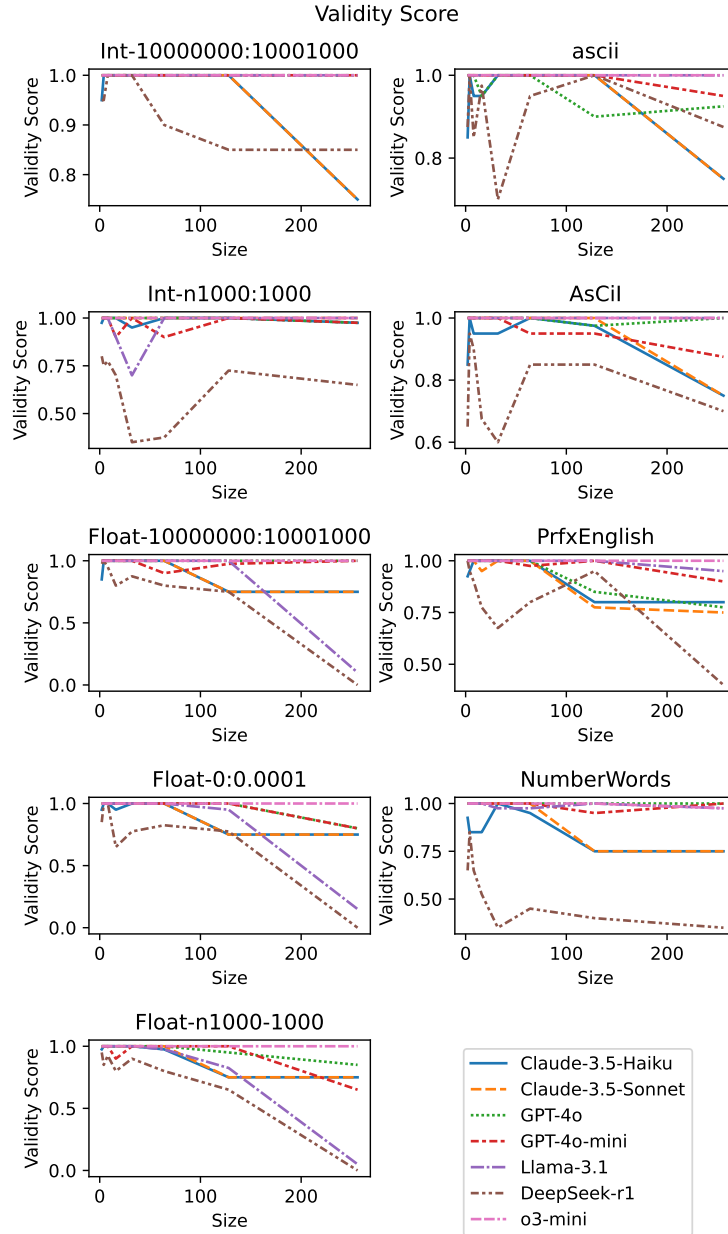 Validity Score
Int-10000000:10001000
1.0
0.9
0.8
Validity Score
0 100 200
Size
ascii
1.0
0.8
Validity Score
0 100 200
Size
Int-n1000:1000
1.00
0.75
0.50
Validity Score
0 100 200
Size
AsCiI
1.0
0.8
0.6
Validity Score
0 100 200
Size
Float-10000000:10001000
1.0
0.5
0.0
Validity Score
0 100 200
Size
PrfxEnglish
1.00
0.75
0.50
Validity Score
0 100 200
Size
Float-0:0.0001
1.0
0.5
0.0
Validity Score
0 100 200
Size
NumberWords
1.00
0.75
0.50
Validity Score
0 100 200
Size
Float-n1000-1000
1.0
0.5
0.0
Validity Score
0 100 200
Size
Claude-3.5-Haiku
Claude-3.5-Sonnet
GPT-4o
GPT-4o-mini
Llama-3.1
DeepSeek-r1
o3-mini